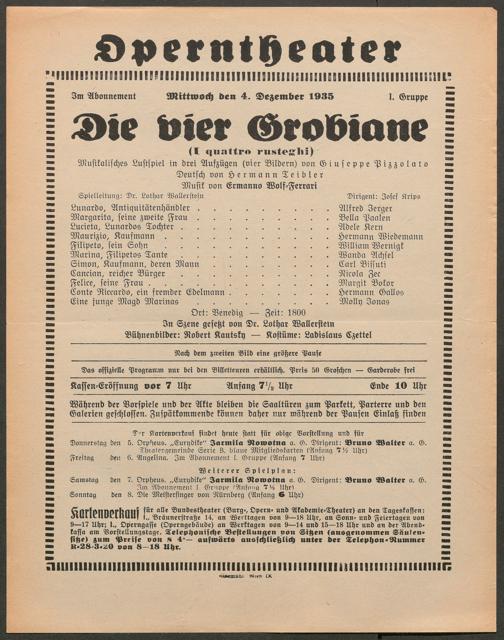 Operntheater
Im Abonnement Mittwoch den 4. Dezember 1935 I. Gruppe
Die vier Grobiane
(I quattro rusteghi)
Musikalisches Lustspiel in drei Aufzügen (vier Bildern) von Giuseppe Pizzolato
Deutsch von Hermann Teibler
Musik von Ermanno Wolf-Ferrari
Spielleitung: Dr. Lothar Wallerstein Dirigent: Josef Krips
Lunardo, Antiquitätenhändler . . . . . . . . Alfred Jerger
Margarita, seine zweite Frau . . . . . . . . Bella Paalen
Lucieta, Lunardos Tochter . . . . . . . . Adele Kern
Maurizio, Kaufmann . . . . . . . . Hermann Wiedemann
Filipeto, sein Sohn . . . . . . . . William Wernigk
Marina, Filipetos Tante . . . . . . . . Wanda Achsel
Simon, Kaufmann, deren Mann . . . . . . . . Carl Bissuti
Cancian, reicher Bürger . . . . . . . . Nicola Zec
Felice, seine Frau . . . . . . . . Margit Bokor
Conte Riccardo, ein fremder Edelmann . . . . . . . . Hermann Gallos
Eine junge Magd Marinas . . . . . . . . Molly Jonas
Ort: Venedig — Zeit: 1800
In Szene gesetzt von Dr. Lothar Wallerstein
Bühnenbilder: Robert Kautsky — Kostüme: Ladislaus Czettel
Nach dem zweiten Bild eine größere Pause
Das offizielle Programm nur bei den Billetteuren erhältlich. Preis 50 Groschen — Garderobe frei
Kassen-Eröffnung vor 7 Uhr Anfang 7½ Uhr Ende 10 Uhr
Während der Vorspiele und der Akte bleiben die Saaltüren zum Parkett, Parterre und den
Galerien geschlossen. Zuspätkommende können daher nur während der Pausen Einlaß finden
Der Kartenverkauf findet heute statt für obige Vorstellung und für
Donnerstag den 5. Orpheus. „Eurydike" Jarmila Novotna a. G. Dirigent: Bruno Walter a. G.
Theatergemeinde Serie B, blaue Mitgliedskarten (Anfang 7½ Uhr)
Freitag den 6. Angelina. Im Abonnement I. Gruppe (Anfang 7 Uhr)
Weiterer Spielplan:
Samstag den 7. Orpheus. „Eurydike" Jarmila Novotna a. G. Dirigent: Bruno Walter a. G.
Im Abonnement I. Gruppe (Anfang 7½ Uhr)
Sonntag den 8. Die Meistersinger von Nürnberg (Anfang 6 Uhr)
Kartenverkauf für alle Bundestheater (Burg-, Opern- und Akademie-Theater) an den Tageskassen:
I., Bräunerstraße 14, an Werktagen von 9—18 Uhr, an Sonn- und Feiertagen von
9—17 Uhr; I., Operngasse (Operngebäude) an Werktagen von 9—14 und 15—18 Uhr und an der Abend-
kassa am Vorstellungstage. Telephonische Bestellungen von Sitzen (ausgenommen Säulen-
sitze) zum Preise von S 4·— aufwärts ausschließlich unter der Telephon-Nummer
R-28-3-20 von 8—18 Uhr.